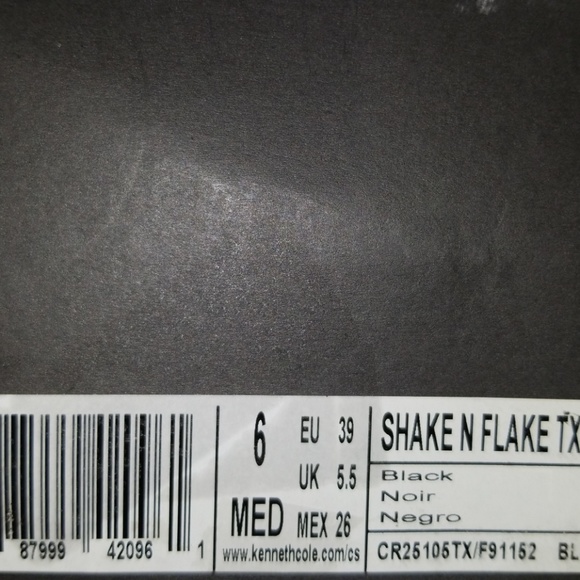 6
MED
EU 39
UK 5.5
MEX 26
www.kennethcole.com/cs
SHAKE N FLAKE TX
Black
Noir
Negro
CR25105TX/F91152 BL
87999 42096 1